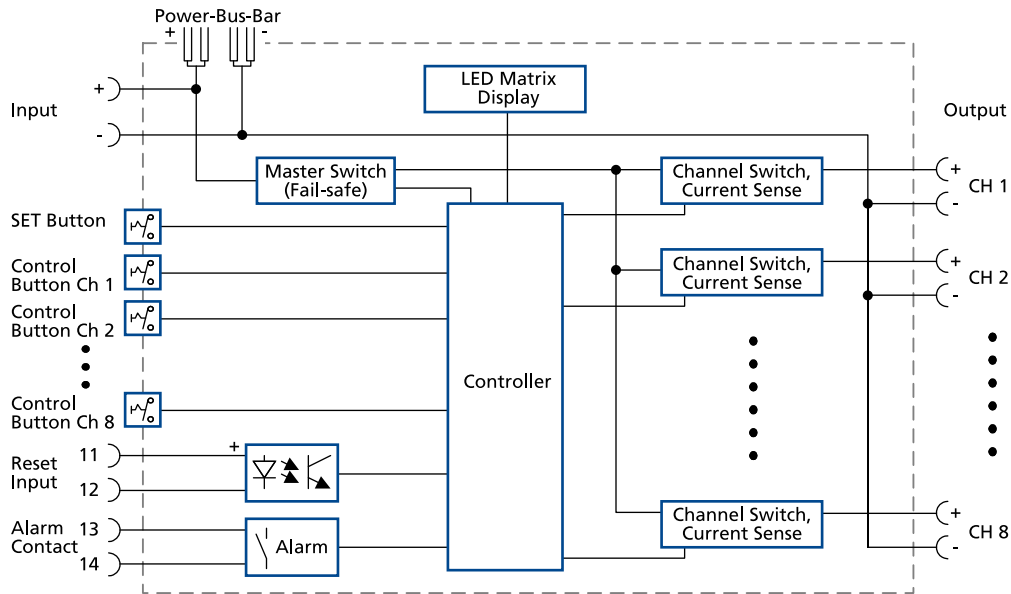 Power-Bus-Bar
+ -
Input
+
-
LED Matrix
Display
Output
Master Switch
(Fail-safe)
Channel Switch,
Current Sense
+
CH 1
-
SET Button
Control
Button Ch 1
Channel Switch,
Current Sense
+
CH 2
-
Control
Button Ch 2
Controller
Control
Button Ch 8
Reset
Input
11
12
+
Alarm
Contact
13
14
Alarm
Channel Switch,
Current Sense
+
CH 8
-